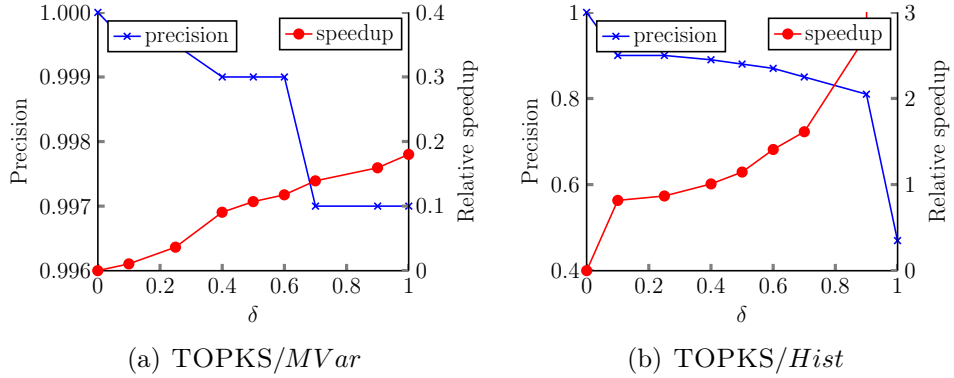 precision
speedup
1.000
0.999
0.998
0.997
0.996
Precision
0.4
0.3
0.2
0.1
0
Relative speedup
0 0.2 0.4 0.6 0.8 1
δ
(a) TOPKS/MVar
precision
speedup
1
0.8
0.6
0.4
Precision
3
2
1
0
Relative speedup
0 0.2 0.4 0.6 0.8 1
δ
(b) TOPKS/Hist